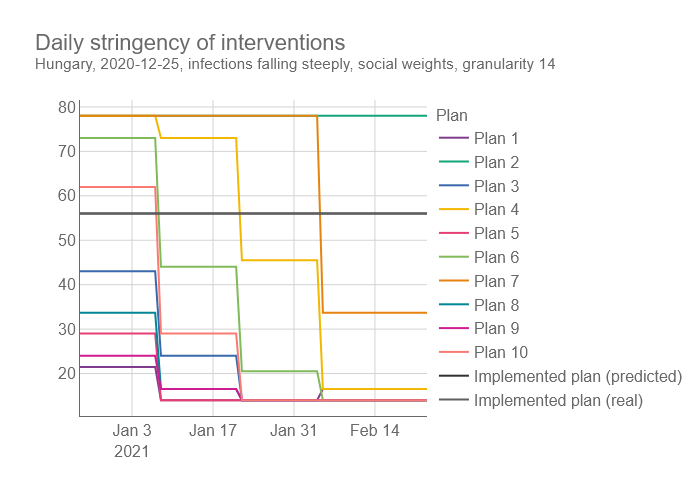 Daily stringency of interventions
Hungary, 2020-12-25, infections falling steeply, social weights, granularity 14
80
70
60
50
40
30
20
Jan 3
2021
Jan 17
Jan 31
Feb 14
Plan
Plan 1
Plan 2
Plan 3
Plan 4
Plan 5
Plan 6
Plan 7
Plan 8
Plan 9
Plan 10
Implemented plan (predicted)
Implemented plan (real)